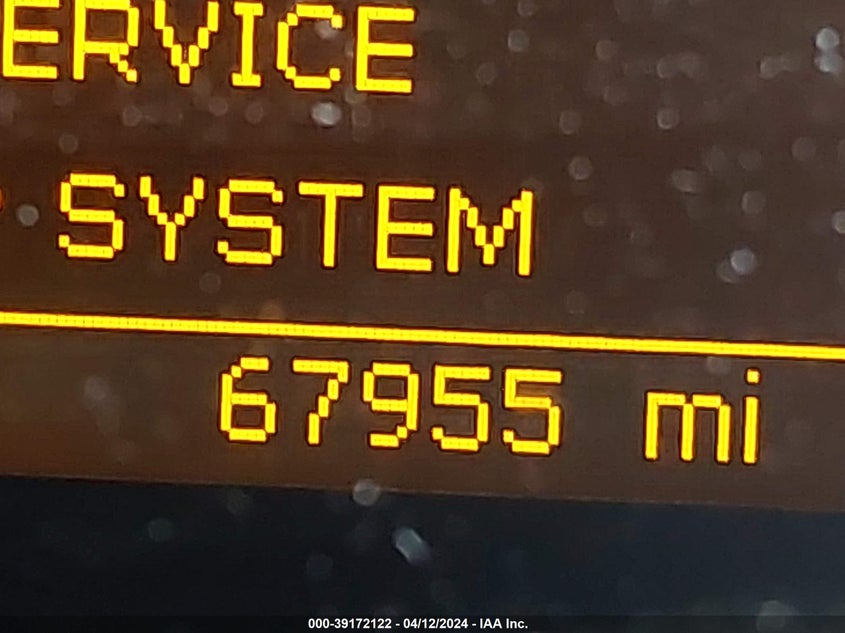 ERVICE
SYSTEM
67955 mi
000-39172122 - 04/12/2024 - IAA Inc.